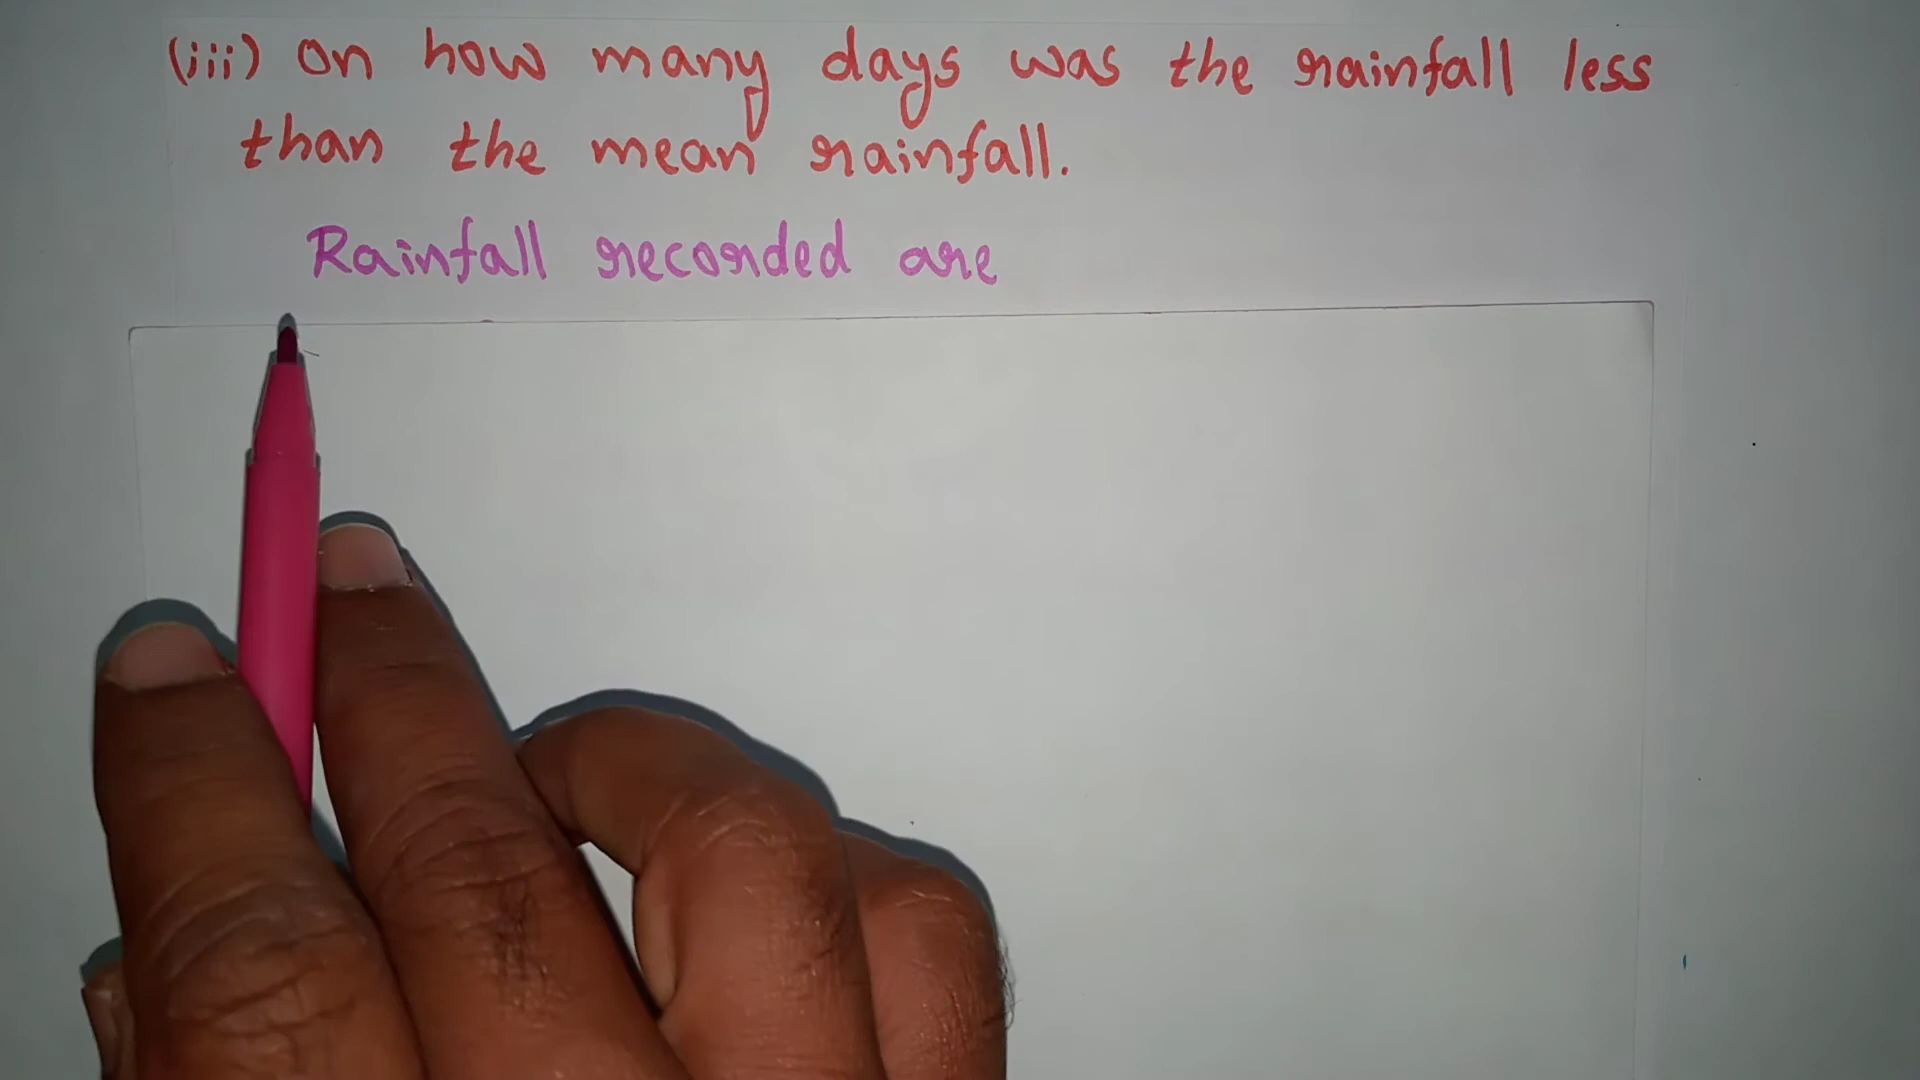 (iii) On how many days was the rainfall less
than the mean rainfall.
Rainfall recorded are